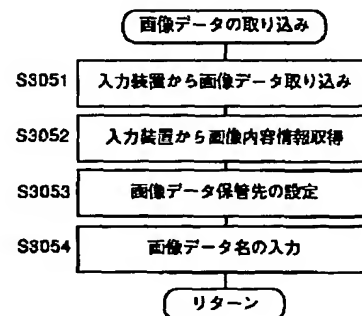 画像データの取り込み
S3051 入力装置から画像データ取り込み
S3052 入力装置から画像内容情報取得
S3053 画像データ保管先の設定
S3054 画像データ名の入力
リターン